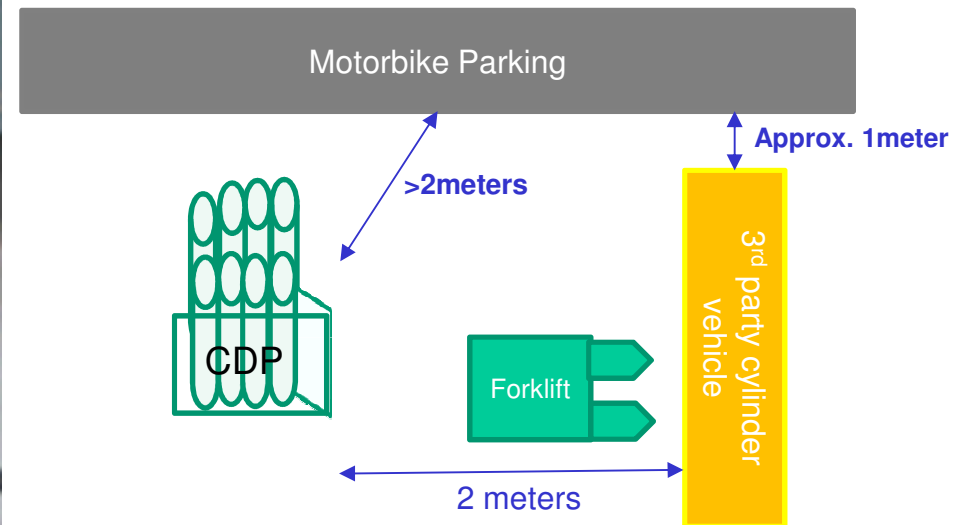 Motorbike Parking
Approx. 1meter
>2meters
CDP
Forklift
3rd party cylinder
vehicle
2 meters